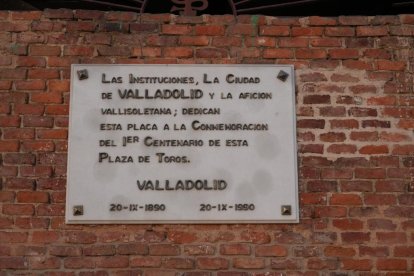 Las Instituciones, La Ciudad
de VALLADOLID y la aficion
vallisoletana; dedican
esta placa a la Conmemoracion
del Ier Centenario de esta
Plaza de Toros.
VALLADOLID
20-IX-1890 20-IX-1990